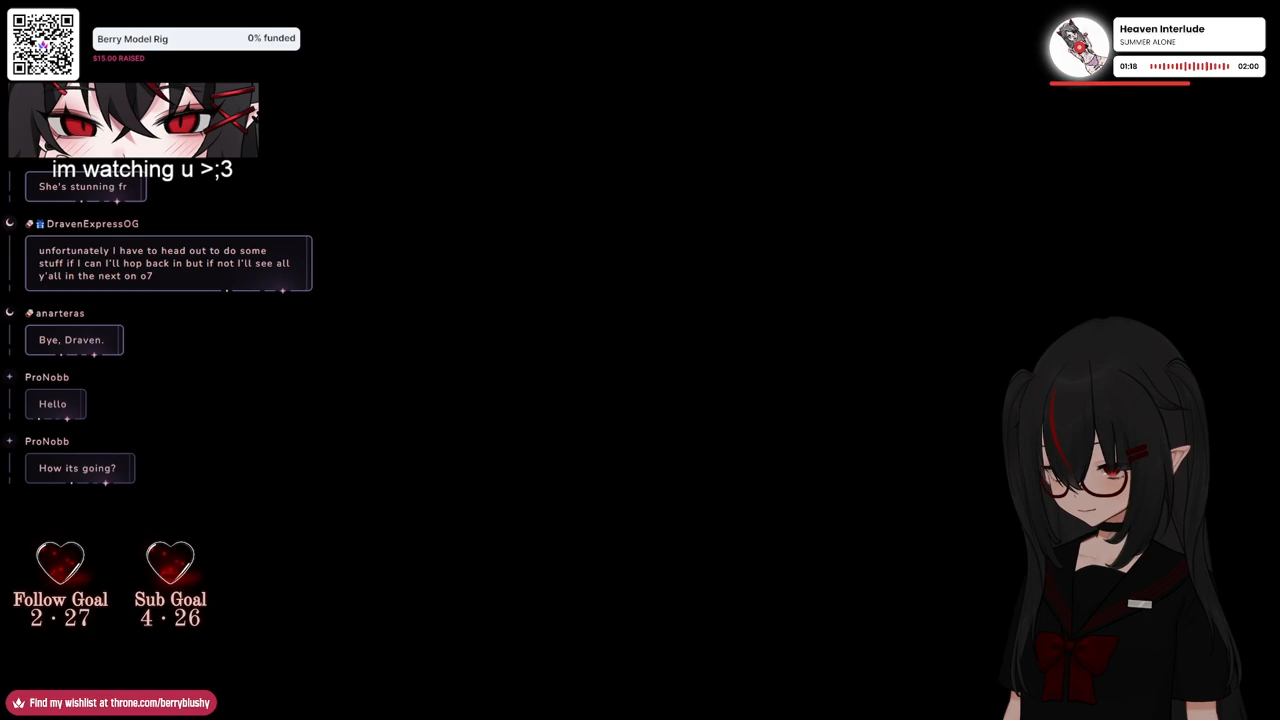 Berry Model Rig
0% funded
$15.00 RAISED
im watching u >;3
She's stunning fr
DravenExpressOG
unfortunately I have to head out to do some
stuff if I can I'll hop back in but if not I'll see all
y'all in the next on o7
anarteras
Bye, Draven.
ProNobb
Hello
ProNobb
How its going?
Follow Goal
2 · 27
Sub Goal
4 · 26
Find my wishlist at throne.com/berryblushy
Heaven Interlude
SUMMER ALONE
01:18
02:00